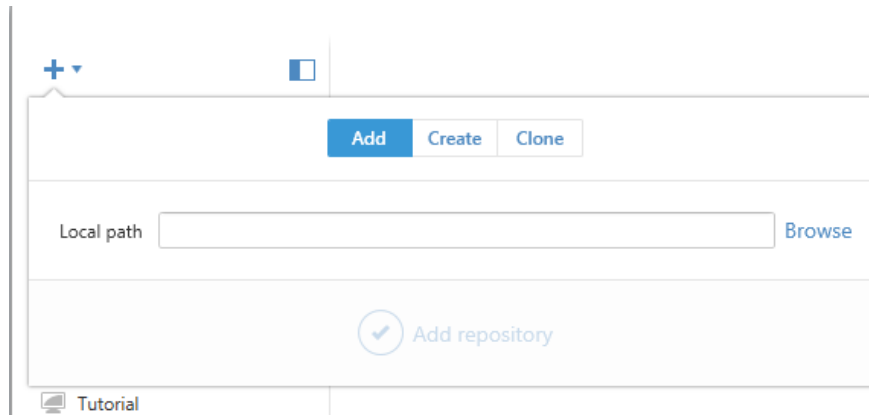 Add Create Clone
Local path Browse
Add repository
Tutorial